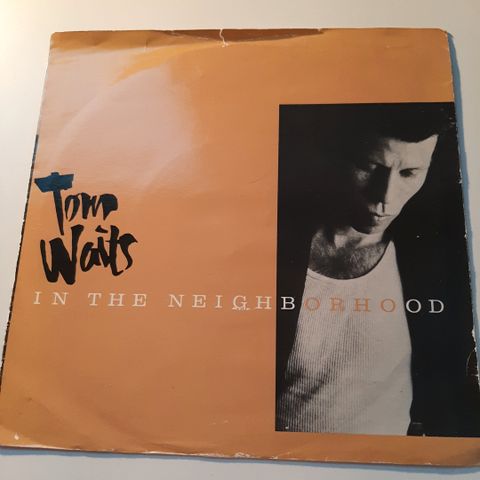 Tom
Waits
IN THE NEIGHBORHOOD